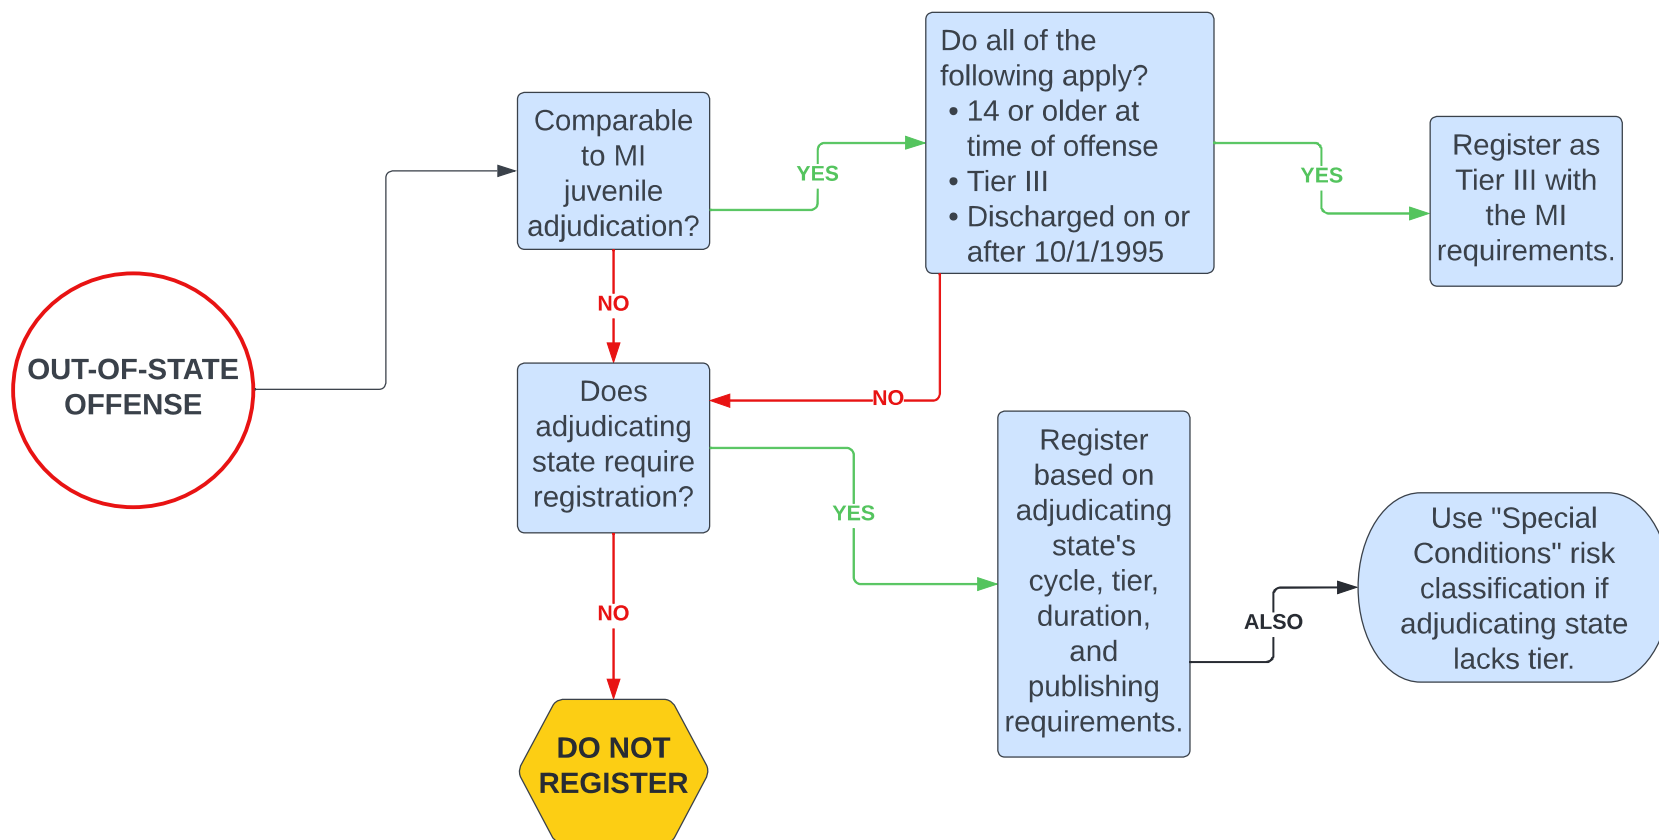 OUT-OF-STATE
OFFENSE
Comparable
to MI
juvenile
adjudication?
YES
Do all of the
following apply?
• 14 or older at
time of offense
• Tier III
• Discharged on or
after 10/1/1995
YES
Register as
Tier III with
the MI
requirements.
NO
NO
Does
adjudicating
state require
registration?
YES
Register
based on
adjudicating
state's
cycle, tier,
duration,
and
publishing
requirements.
ALSO
Use "Special
Conditions" risk
classification if
adjudicating state
lacks tier.
NO
DO NOT
REGISTER